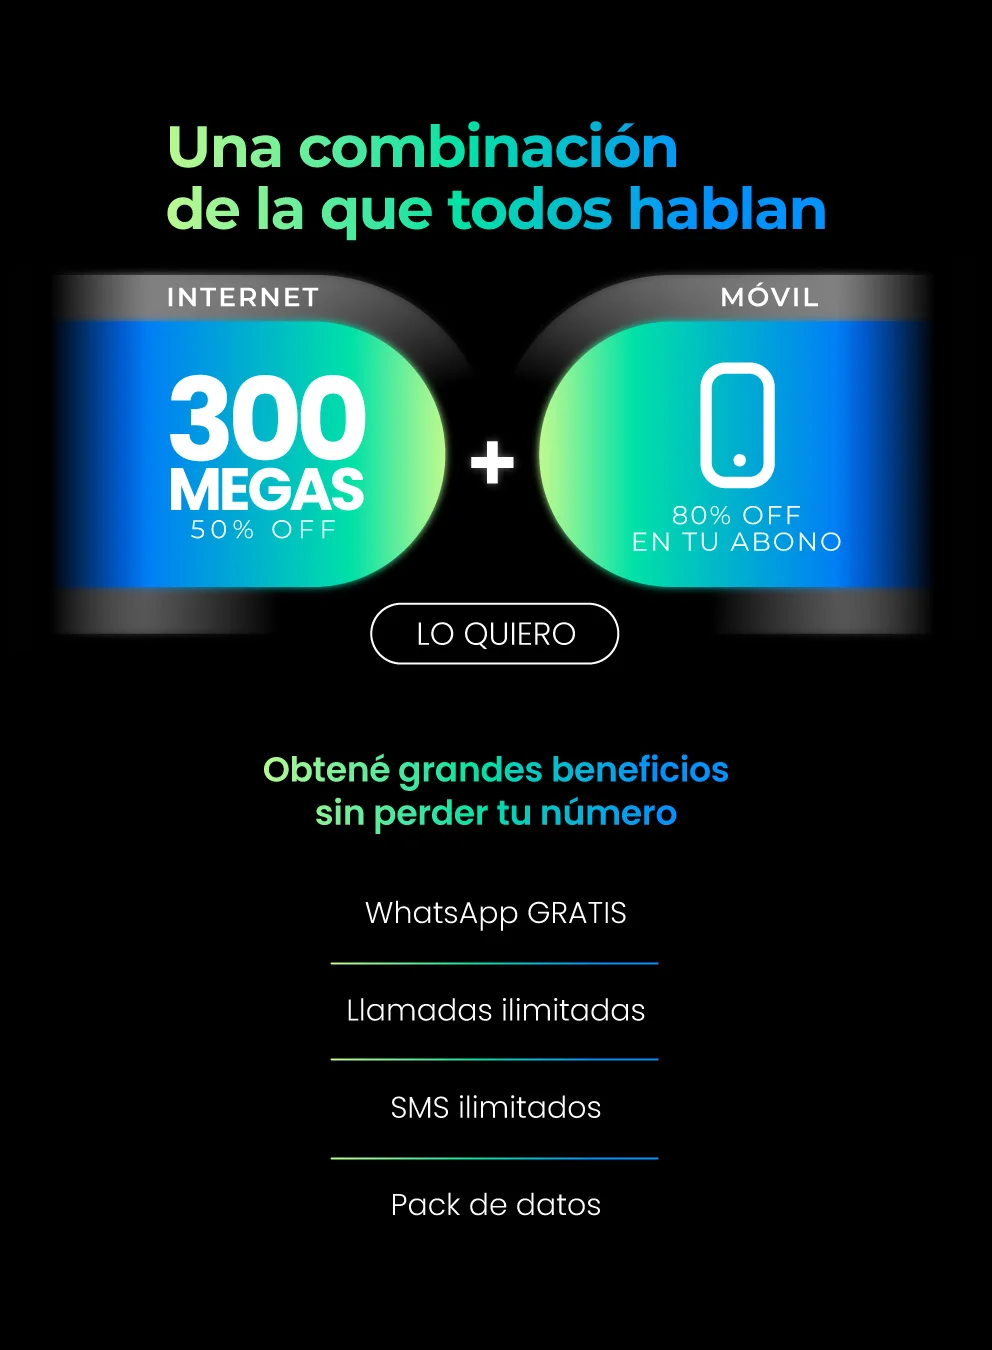 Una combinación
de la que todos hablan
INTERNET
300
MEGAS
50% OFF
+
MÓVIL
80% OFF
EN TU ABONO
LO QUIERO
Obtené grandes beneficios
sin perder tu número
WhatsApp GRATIS
Llamadas ilimitadas
SMS ilimitados
Pack de datos